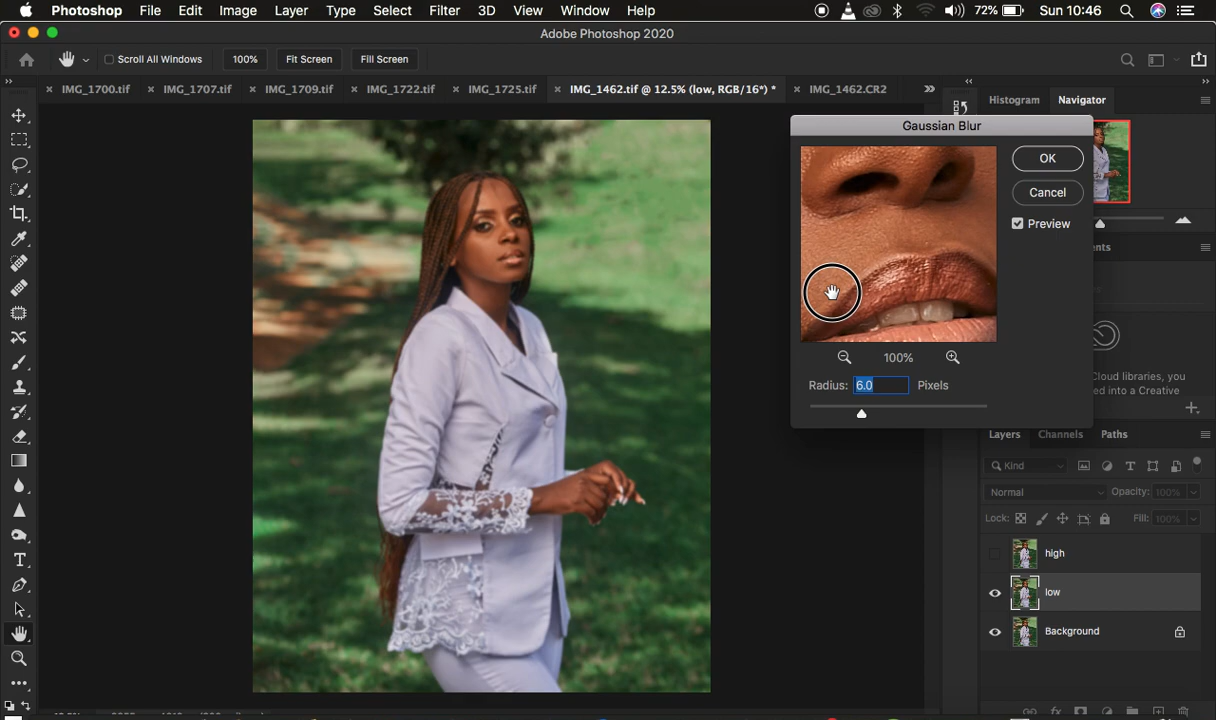 Photoshop File Edit Image Layer Type Select Filter 3D View Window Help 72% Sun 10:46
Adobe Photoshop 2020
Scroll All Windows 100% Fit Screen Fill Screen
IMG_1700.tif IMG_1707.tif IMG_1709.tif IMG_1722.tif IMG_1725.tif IMG_1462.tif @ 12.5% (low, RGB/16*) * IMG_1462.CR2
Histogram Navigator
Gaussian Blur
OK
Cancel
Preview
ents
100%
Radius: 6.0 Pixels
Cloud libraries, you
ed into a Creative
Layers Channels Paths
Kind
Normal Opacity: 100%
Lock: Fill: 100%
high
low
Background